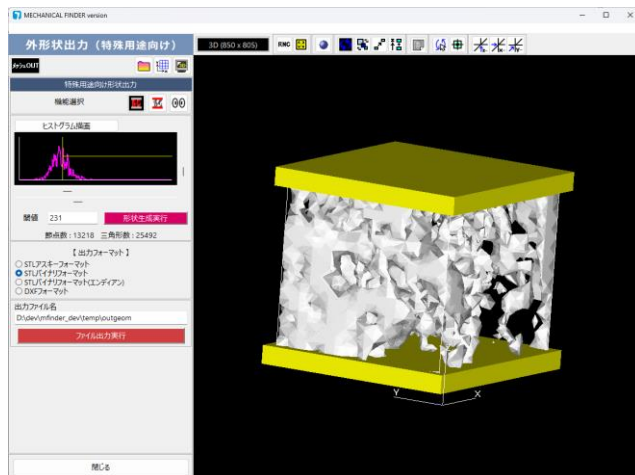 MECHANICAL FINDER version
外形状出力（特殊用途向け）
3D (850 x 805)
RNC
特殊用途向け形状出力
機能選択
ヒストグラム描画
閾値
231
形状生成実行
節点数 : 13218 三角形数 : 25492
【 出力フォーマット 】
STLアスキーフォーマット
STLバイナリフォーマット
STLバイナリフォーマット(エンディアン)
DXFフォーマット
出力ファイル名
D:\dev\mfinder_dev\temp\outgeom
ファイル出力実行
Y
X
閉じる